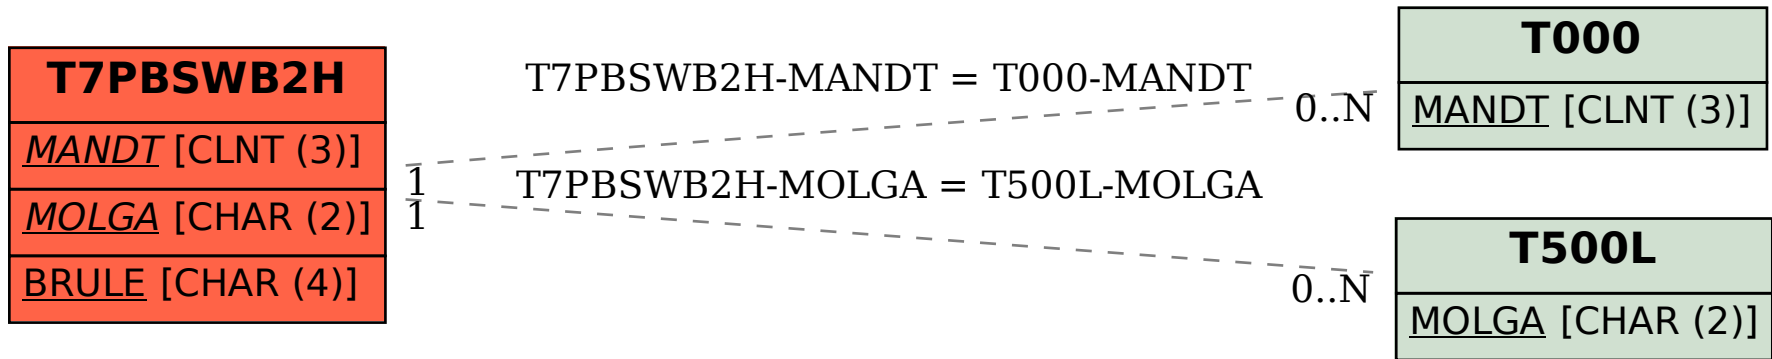 T7PBSWB2H
MANDT [CLNT (3)]
MOLGA [CHAR (2)]
BRULE [CHAR (4)]
T7PBSWB2H-MANDT = T000-MANDT
0..N
1
T7PBSWB2H-MOLGA = T500L-MOLGA
1
0..N
T000
MANDT [CLNT (3)]
T500L
MOLGA [CHAR (2)]